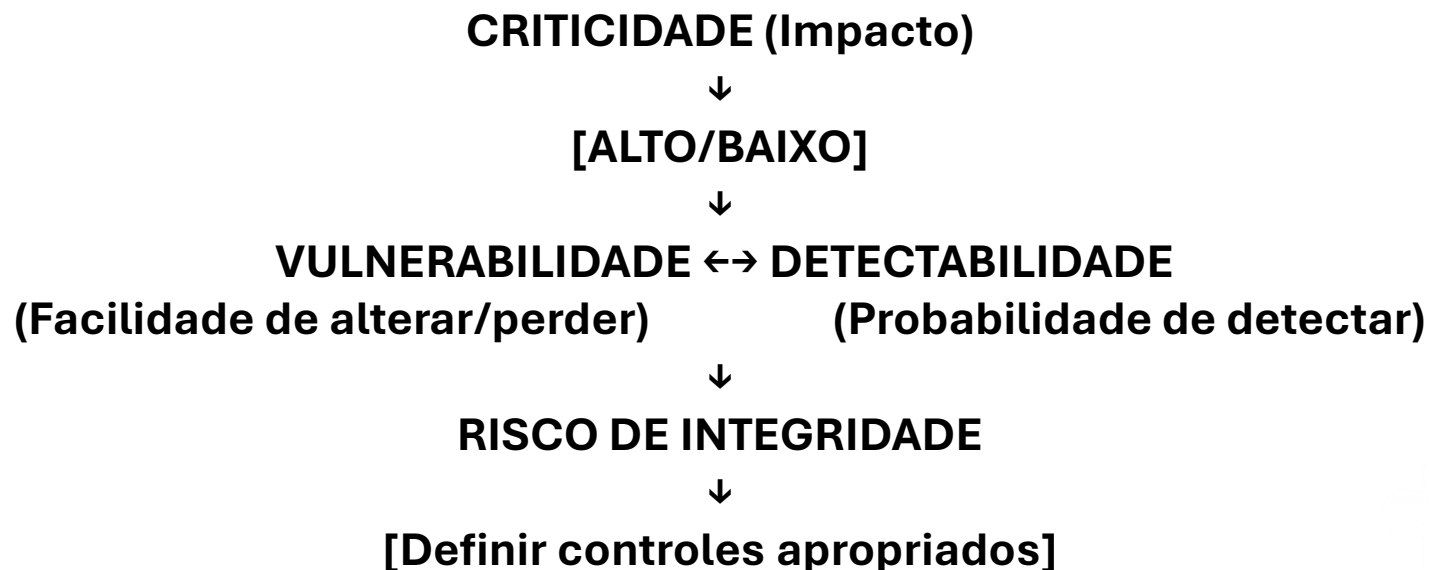 CRITICIDADE (Impacto)
↓
[ALTO/BAIXO]
↓
VULNERABILIDADE ←→ DETECTABILIDADE
(Facilidade de alterar/perder) (Probabilidade de detectar)
↓
RISCO DE INTEGRIDADE
↓
[Definir controles apropriados]